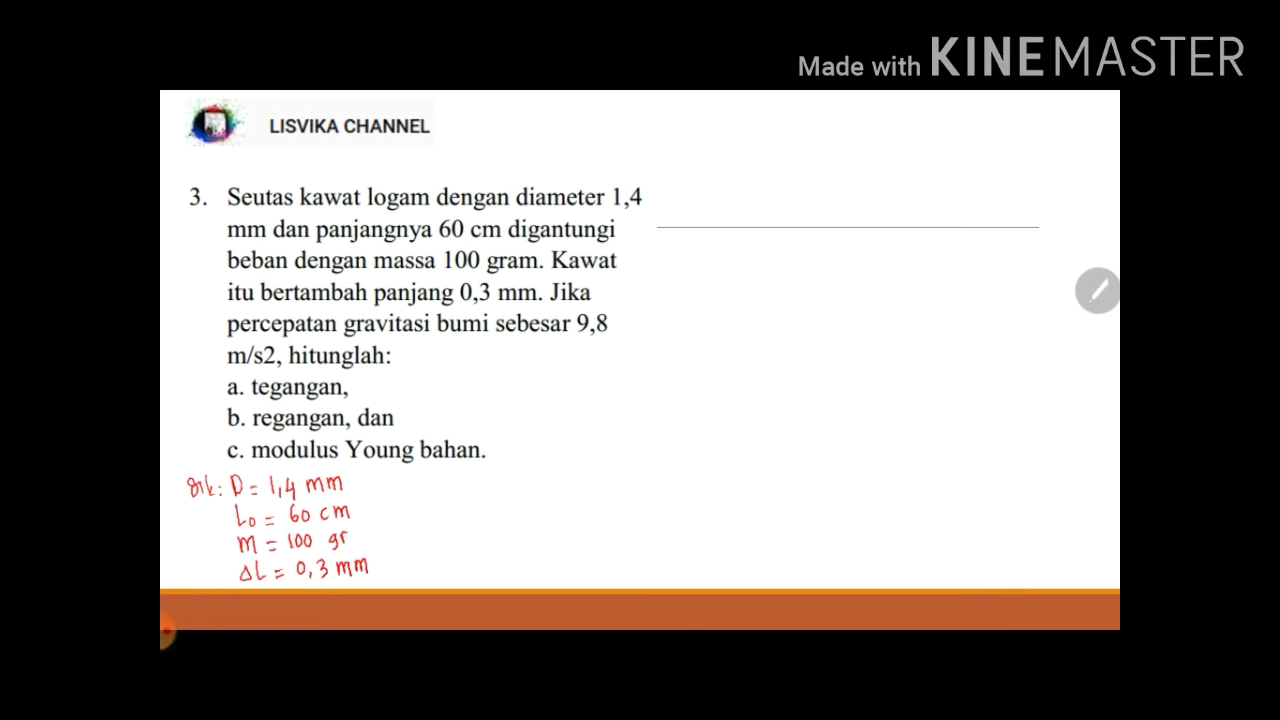 Made with KINEMASTER
LISVIKA CHANNEL
3. Seutas kawat logam dengan diameter 1,4
mm dan panjangnya 60 cm digantungi
beban dengan massa 100 gram. Kawat
itu bertambah panjang 0,3 mm. Jika
percepatan gravitasi bumi sebesar 9,8
m/s2, hitunglah:
a. tegangan,
b. regangan, dan
c. modulus Young bahan.
Dik: D = 1,4 mm
L0 = 60 cm
m = 100 gr
ΔL = 0,3 mm